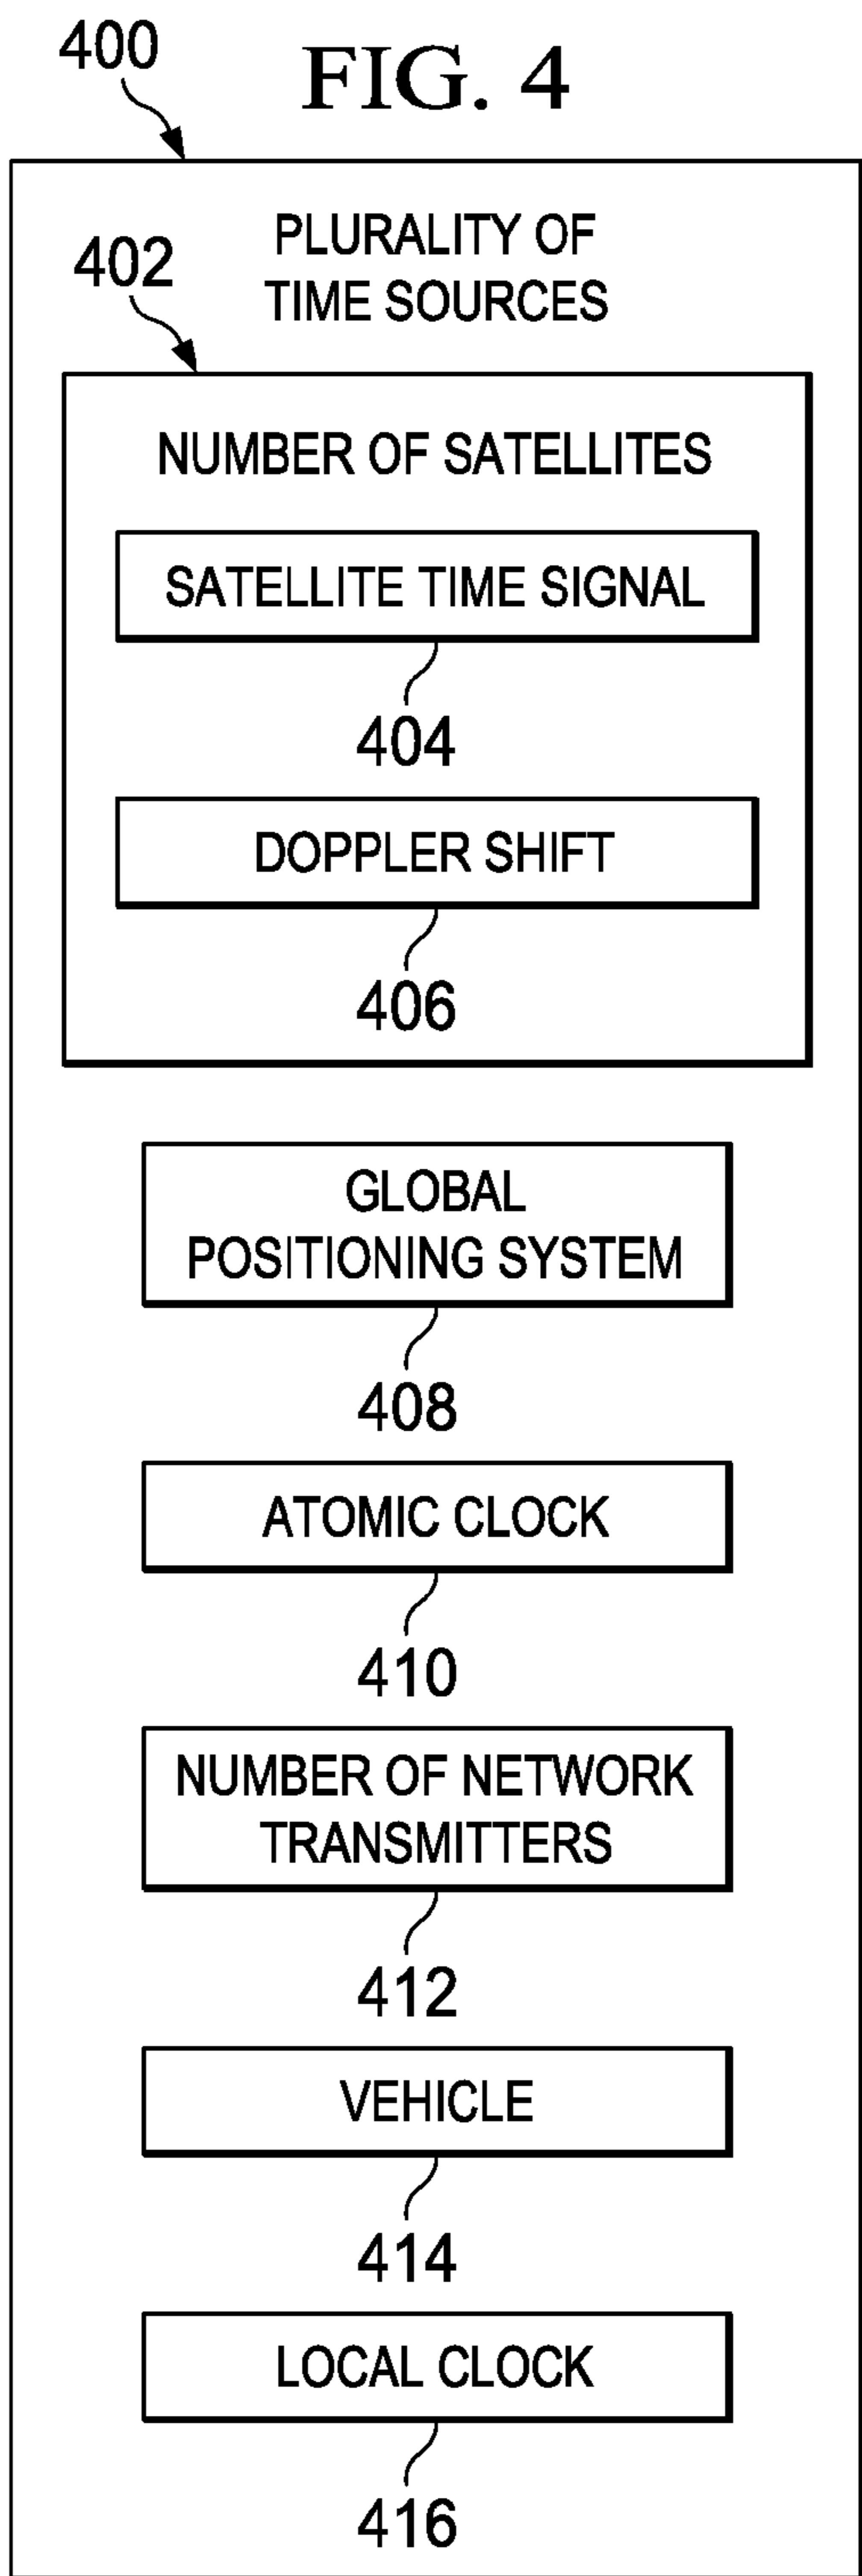 400
FIG. 4
PLURALITY OF
TIME SOURCES
402
NUMBER OF SATELLITES
SATELLITE TIME SIGNAL
404
DOPPLER SHIFT
406
GLOBAL
POSITIONING SYSTEM
408
ATOMIC CLOCK
410
NUMBER OF NETWORK
TRANSMITTERS
412
VEHICLE
414
LOCAL CLOCK
416